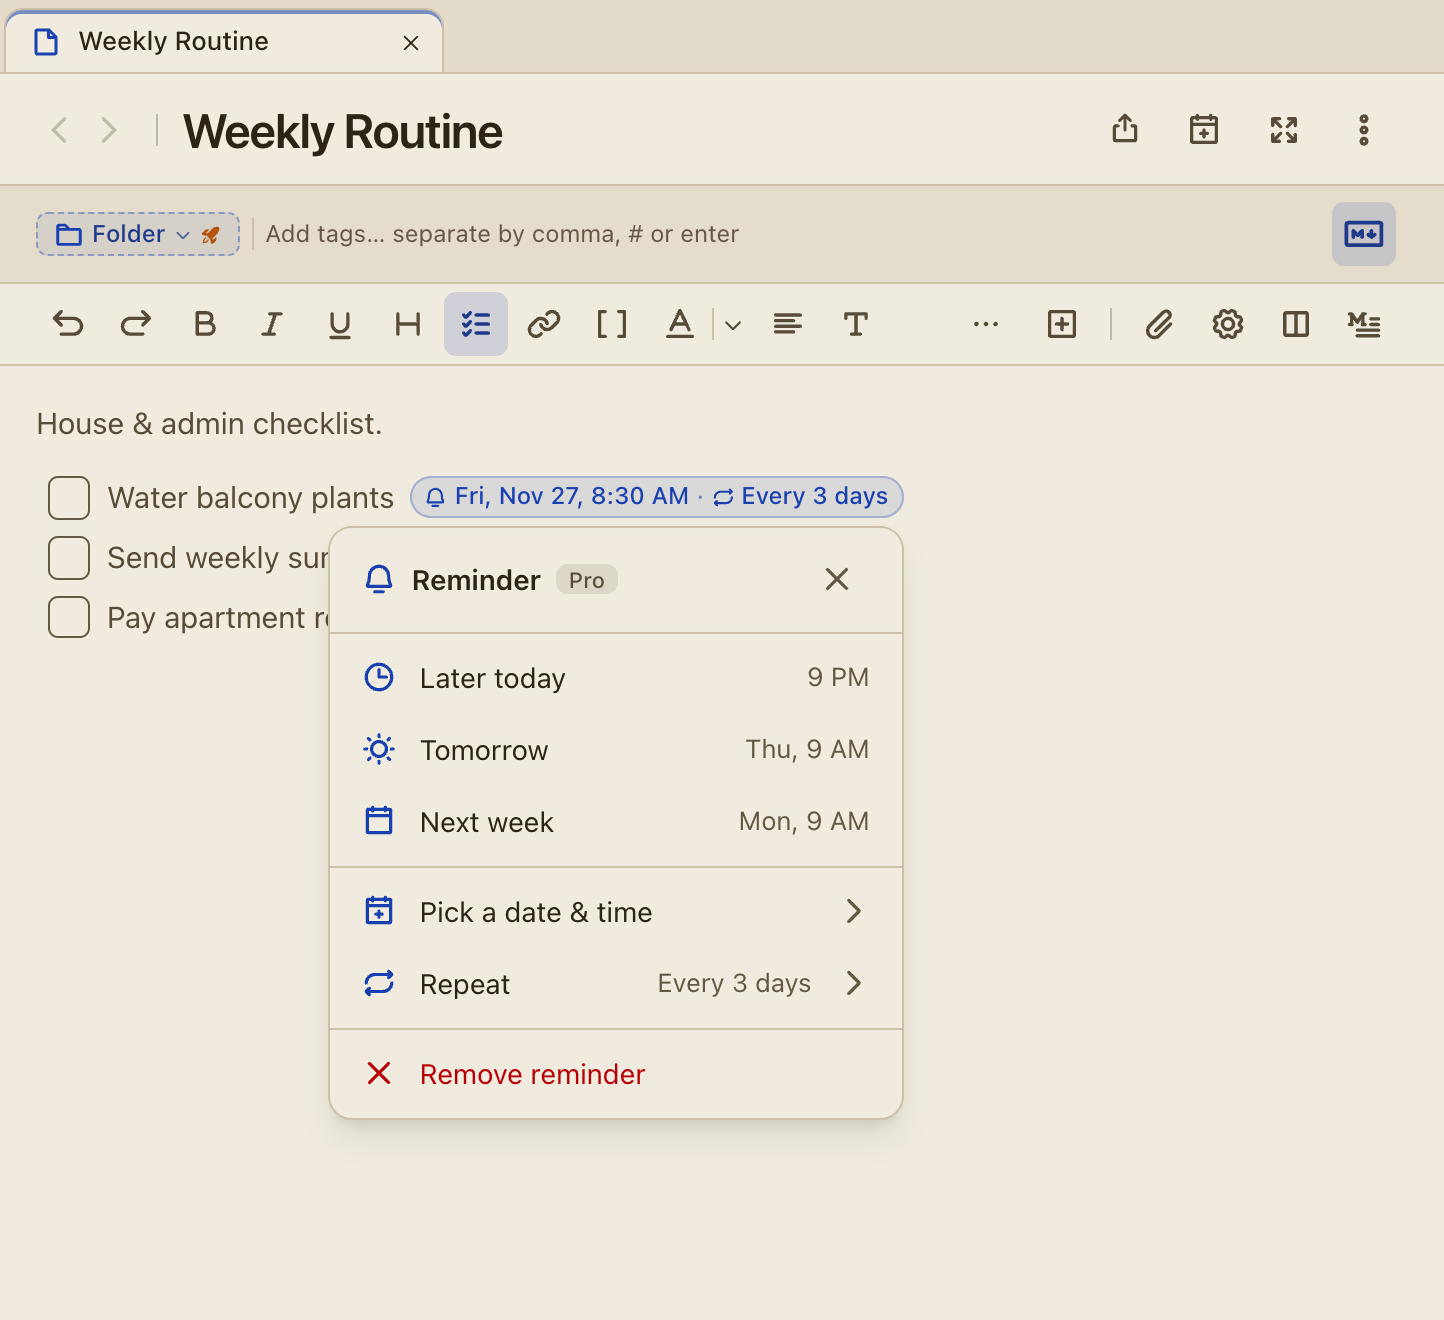 Weekly Routine
Weekly Routine
Folder Add tags... separate by comma, # or enter
House & admin checklist.
Water balcony plants Fri, Nov 27, 8:30 AM · Every 3 days
Send weekly
Pay apartment
Reminder Pro
Later today 9 PM
Tomorrow Thu, 9 AM
Next week Mon, 9 AM
Pick a date & time
Repeat Every 3 days
Remove reminder